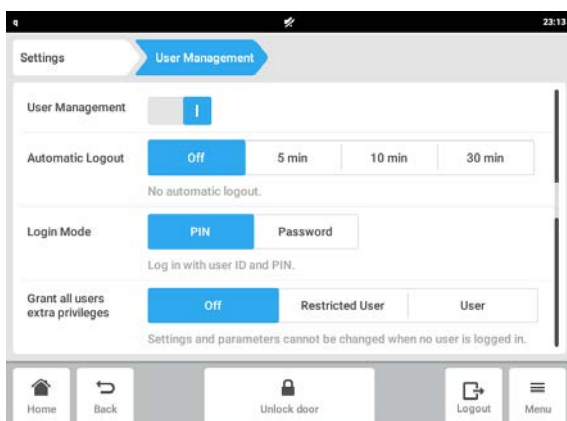 q 23:13
Settings User Management
User Management I
Automatic Logout Off 5 min 10 min 30 min
No automatic logout.
Login Mode PIN Password
Log in with user ID and PIN.
Grant all users
extra privileges Off Restricted User User
Settings and parameters cannot be changed when no user is logged in.
Home Back Unlock door Logout Menu